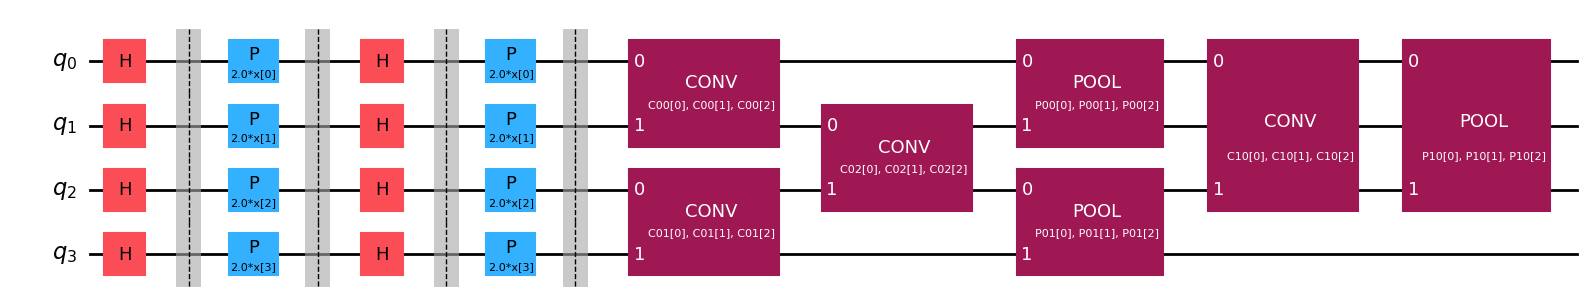 q0 H P 2.0*x[0] H P 2.0*x[0] 0 CONV C00[0], C00[1], C00[2] 1 0 POOL P00[0], P00[1], P00[2] 1 0 CONV C10[0], C10[1], C10[2] 1 0 POOL P10[0], P10[1], P10[2] 1
q1 H P 2.0*x[1] H P 2.0*x[1] 0 CONV C02[0], C02[1], C02[2] 1
q2 H P 2.0*x[2] H P 2.0*x[2] 0 CONV C01[0], C01[1], C01[2] 1 0 POOL P01[0], P01[1], P01[2] 1
q3 H P 2.0*x[3] H P 2.0*x[3]